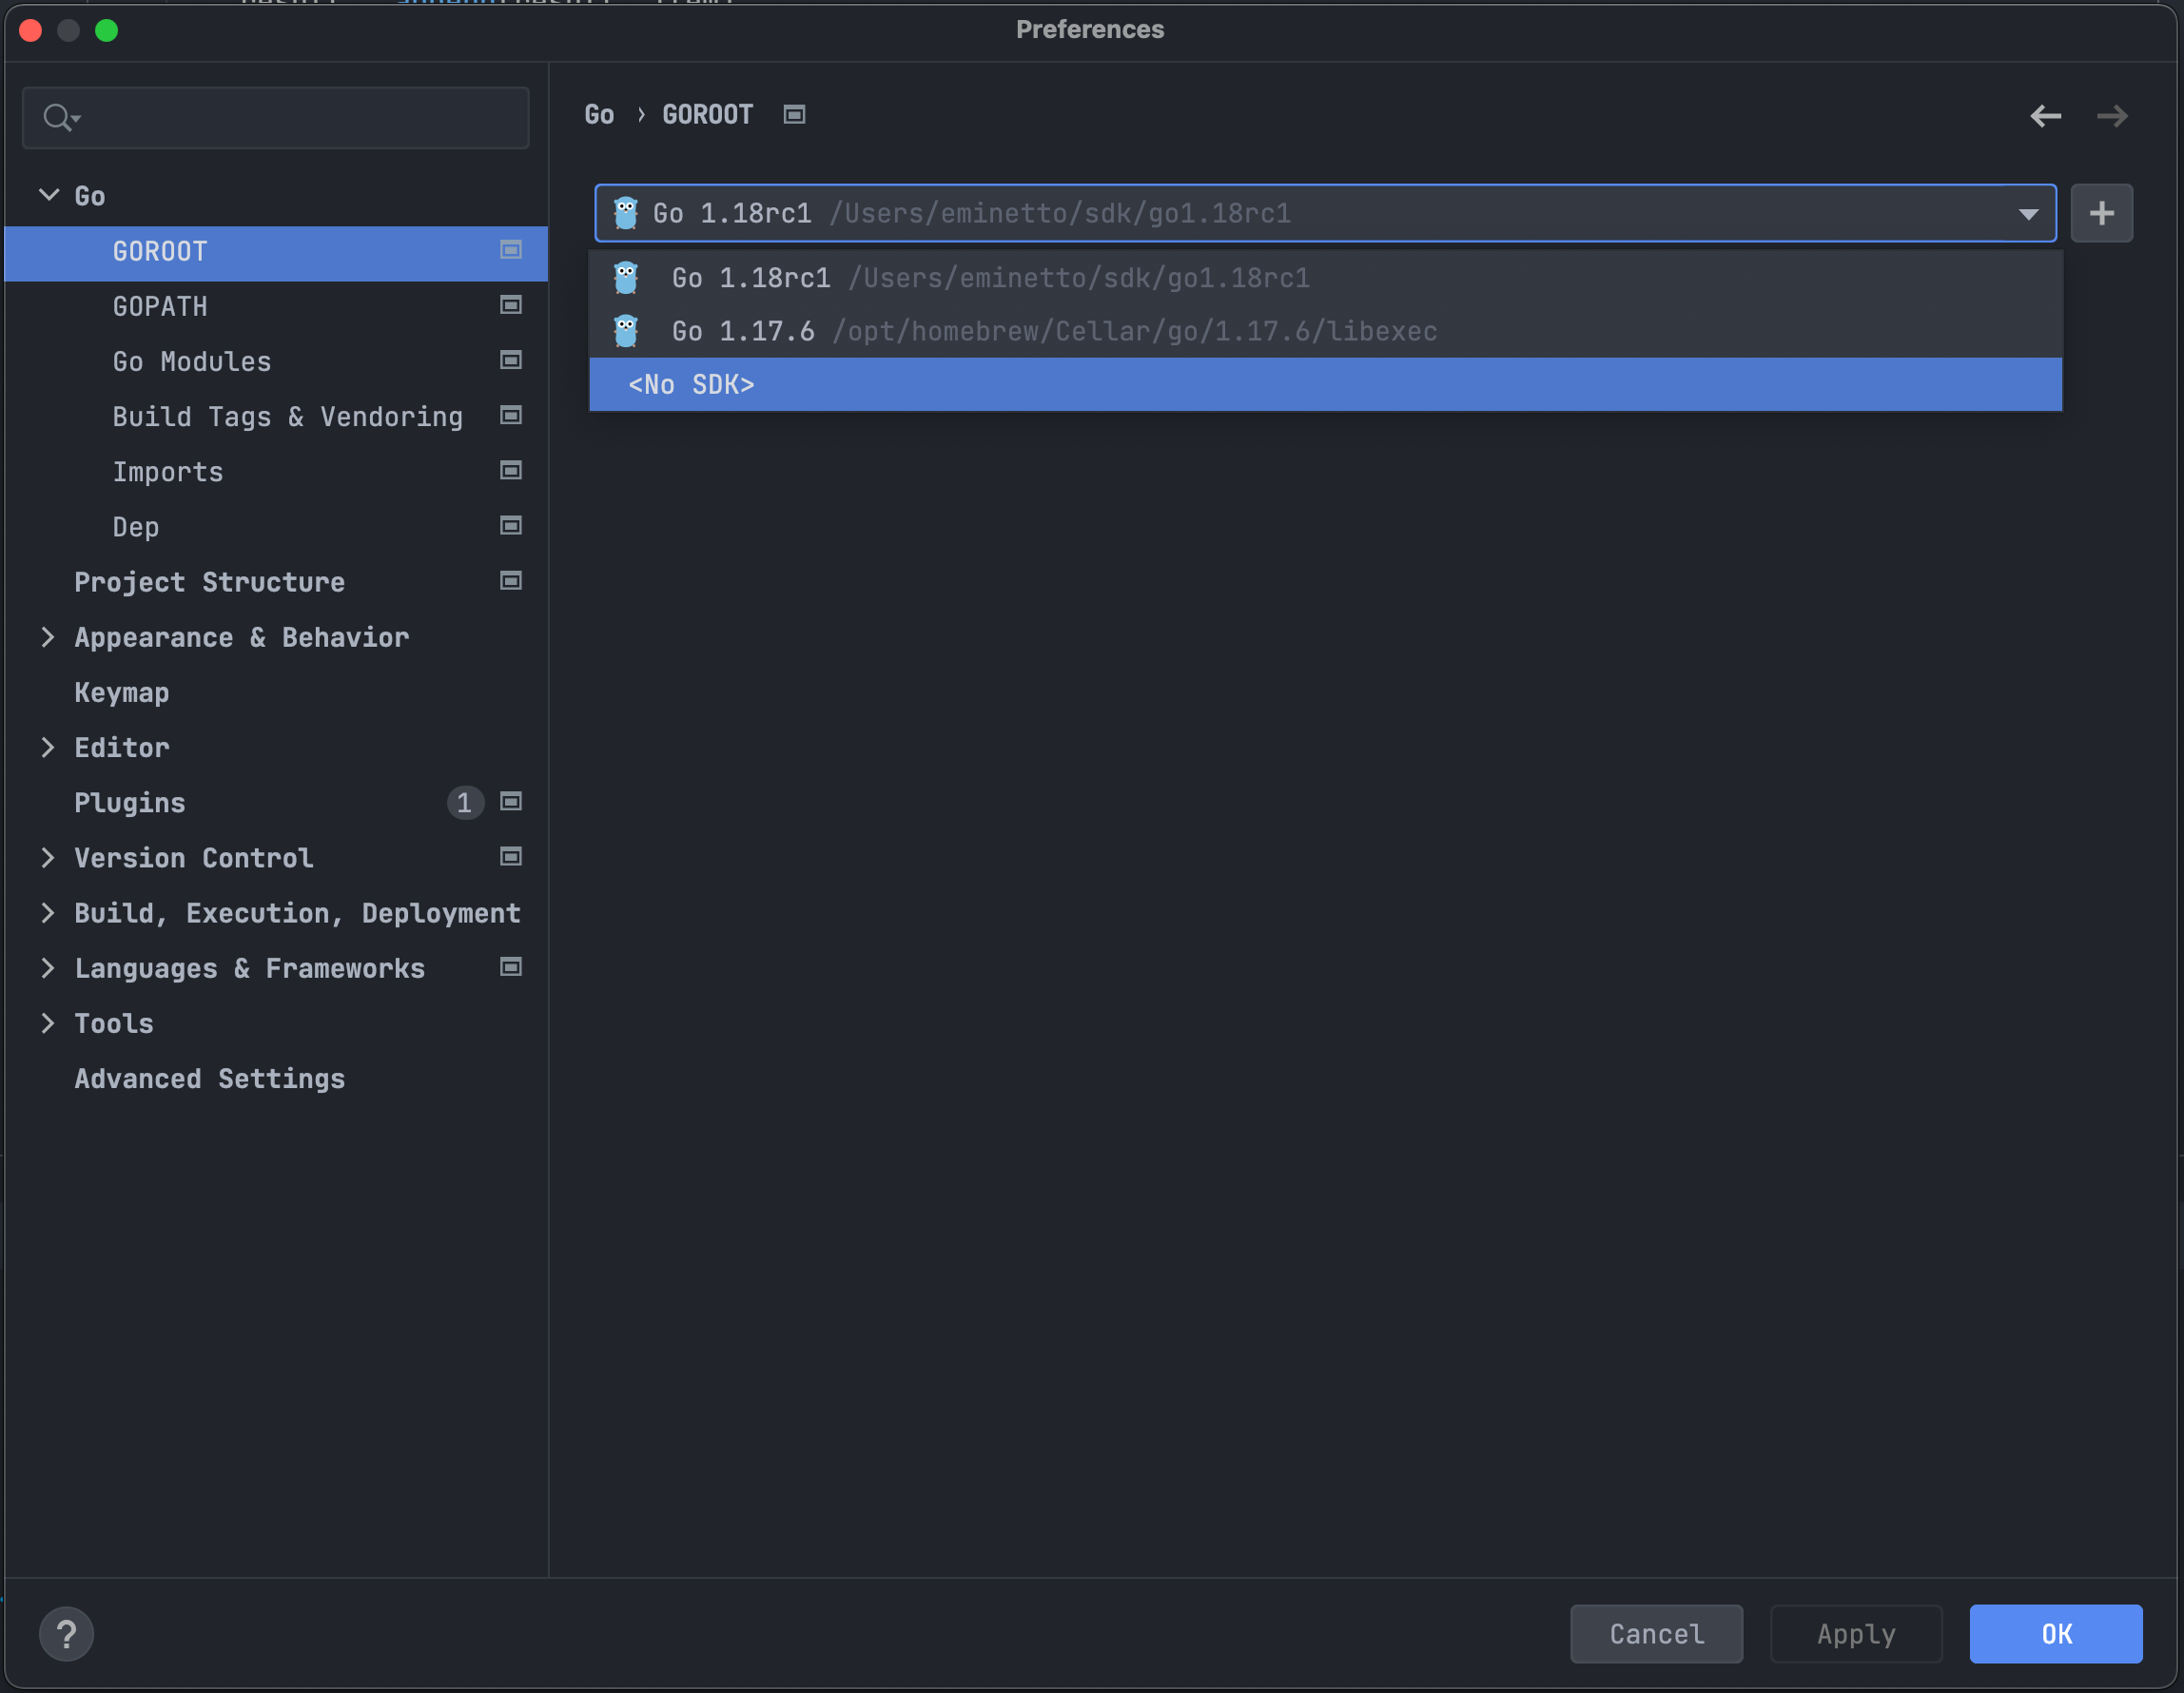 Preferences
Go
GOROOT
GOPATH
Go Modules
Build Tags & Vendoring
Imports
Dep
Project Structure
Appearance & Behavior
Keymap
Editor
Plugins 1
Version Control
Build, Execution, Deployment
Languages & Frameworks
Tools
Advanced Settings
Go › GOROOT
Go 1.18rc1 /Users/eminetto/sdk/go1.18rc1
+
Go 1.18rc1 /Users/eminetto/sdk/go1.18rc1
Go 1.17.6 /opt/homebrew/Cellar/go/1.17.6/libexec
<No SDK>
?
Cancel
Apply
OK